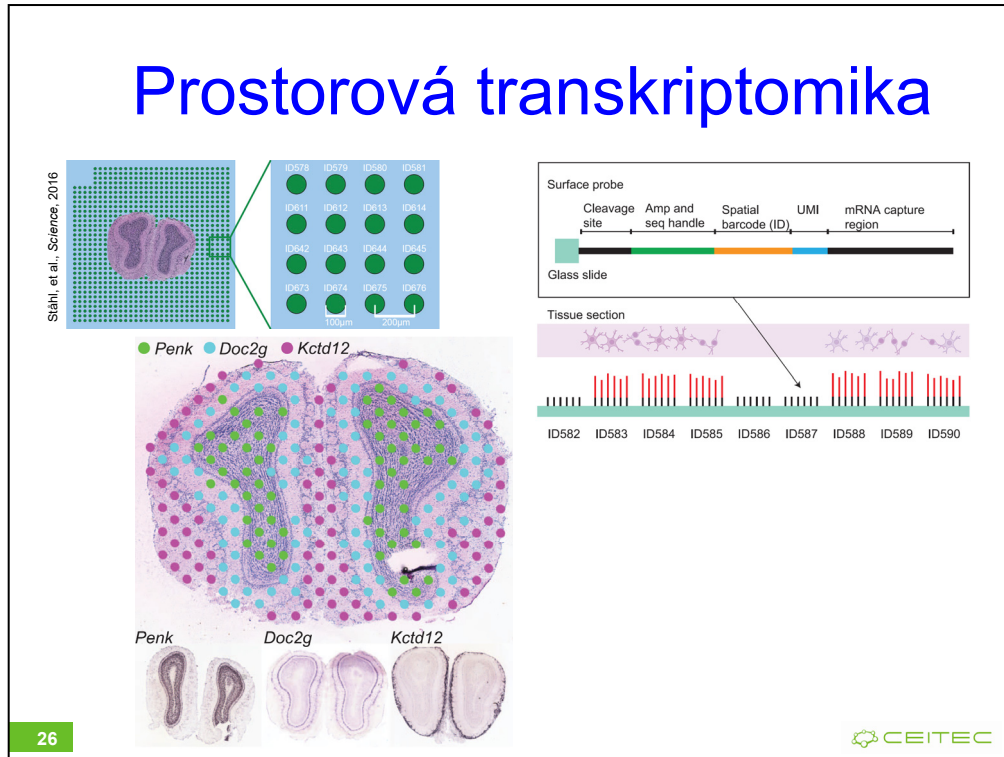 Prostorová transkriptomika
Ståhl, et al., Science, 2016
ID578 ID579 ID580 ID581
ID611 ID612 ID613 ID614
ID642 ID643 ID644 ID645
ID673 ID674 ID675 ID676
100μm 200μm
Penk Doc2g Kctd12
Penk Doc2g Kctd12
Surface probe
Cleavage site
Amp and seq handle
Spatial barcode (ID)
UMI
mRNA capture region
Glass slide
Tissue section
ID582 ID583 ID584 ID585 ID586 ID587 ID588 ID589 ID590
26
CEITEC